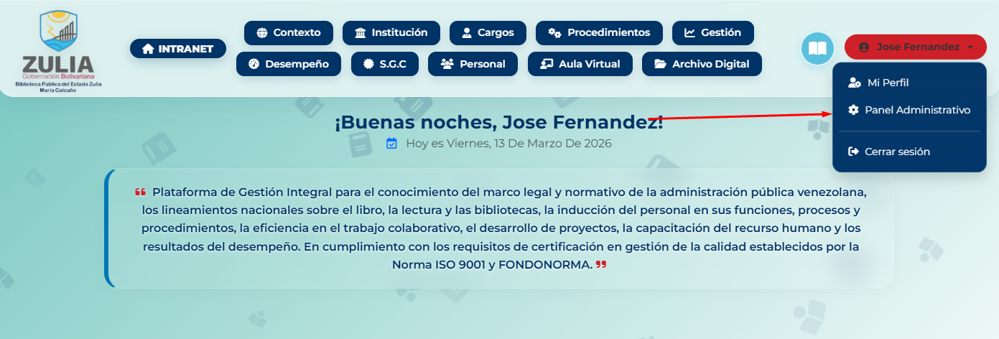 ZULIA
Gobernación Bolivariana
Biblioteca Pública del Estado Zulia
María Calcaño
INTRANET
Contexto
Institución
Cargos
Procedimientos
Gestión
Desempeño
S.G.C
Personal
Aula Virtual
Archivo Digital
Jose Fernandez
Mi Perfil
Panel Administrativo
Cerrar sesión
¡Buenas noches, Jose Fernandez!
Hoy es Viernes, 13 De Marzo De 2026
“ Plataforma de Gestión Integral para el conocimiento del marco legal y normativo de la administración pública venezolana,
los lineamientos nacionales sobre el libro, la lectura y las bibliotecas, la inducción del personal en sus funciones, procesos y
procedimientos, la eficiencia en el trabajo colaborativo, el desarrollo de proyectos, la capacitación del recurso humano y los
resultados del desempeño. En cumplimiento con los requisitos de certificación en gestión de la calidad establecidos por la
Norma ISO 9001 y FONDONORMA. ”